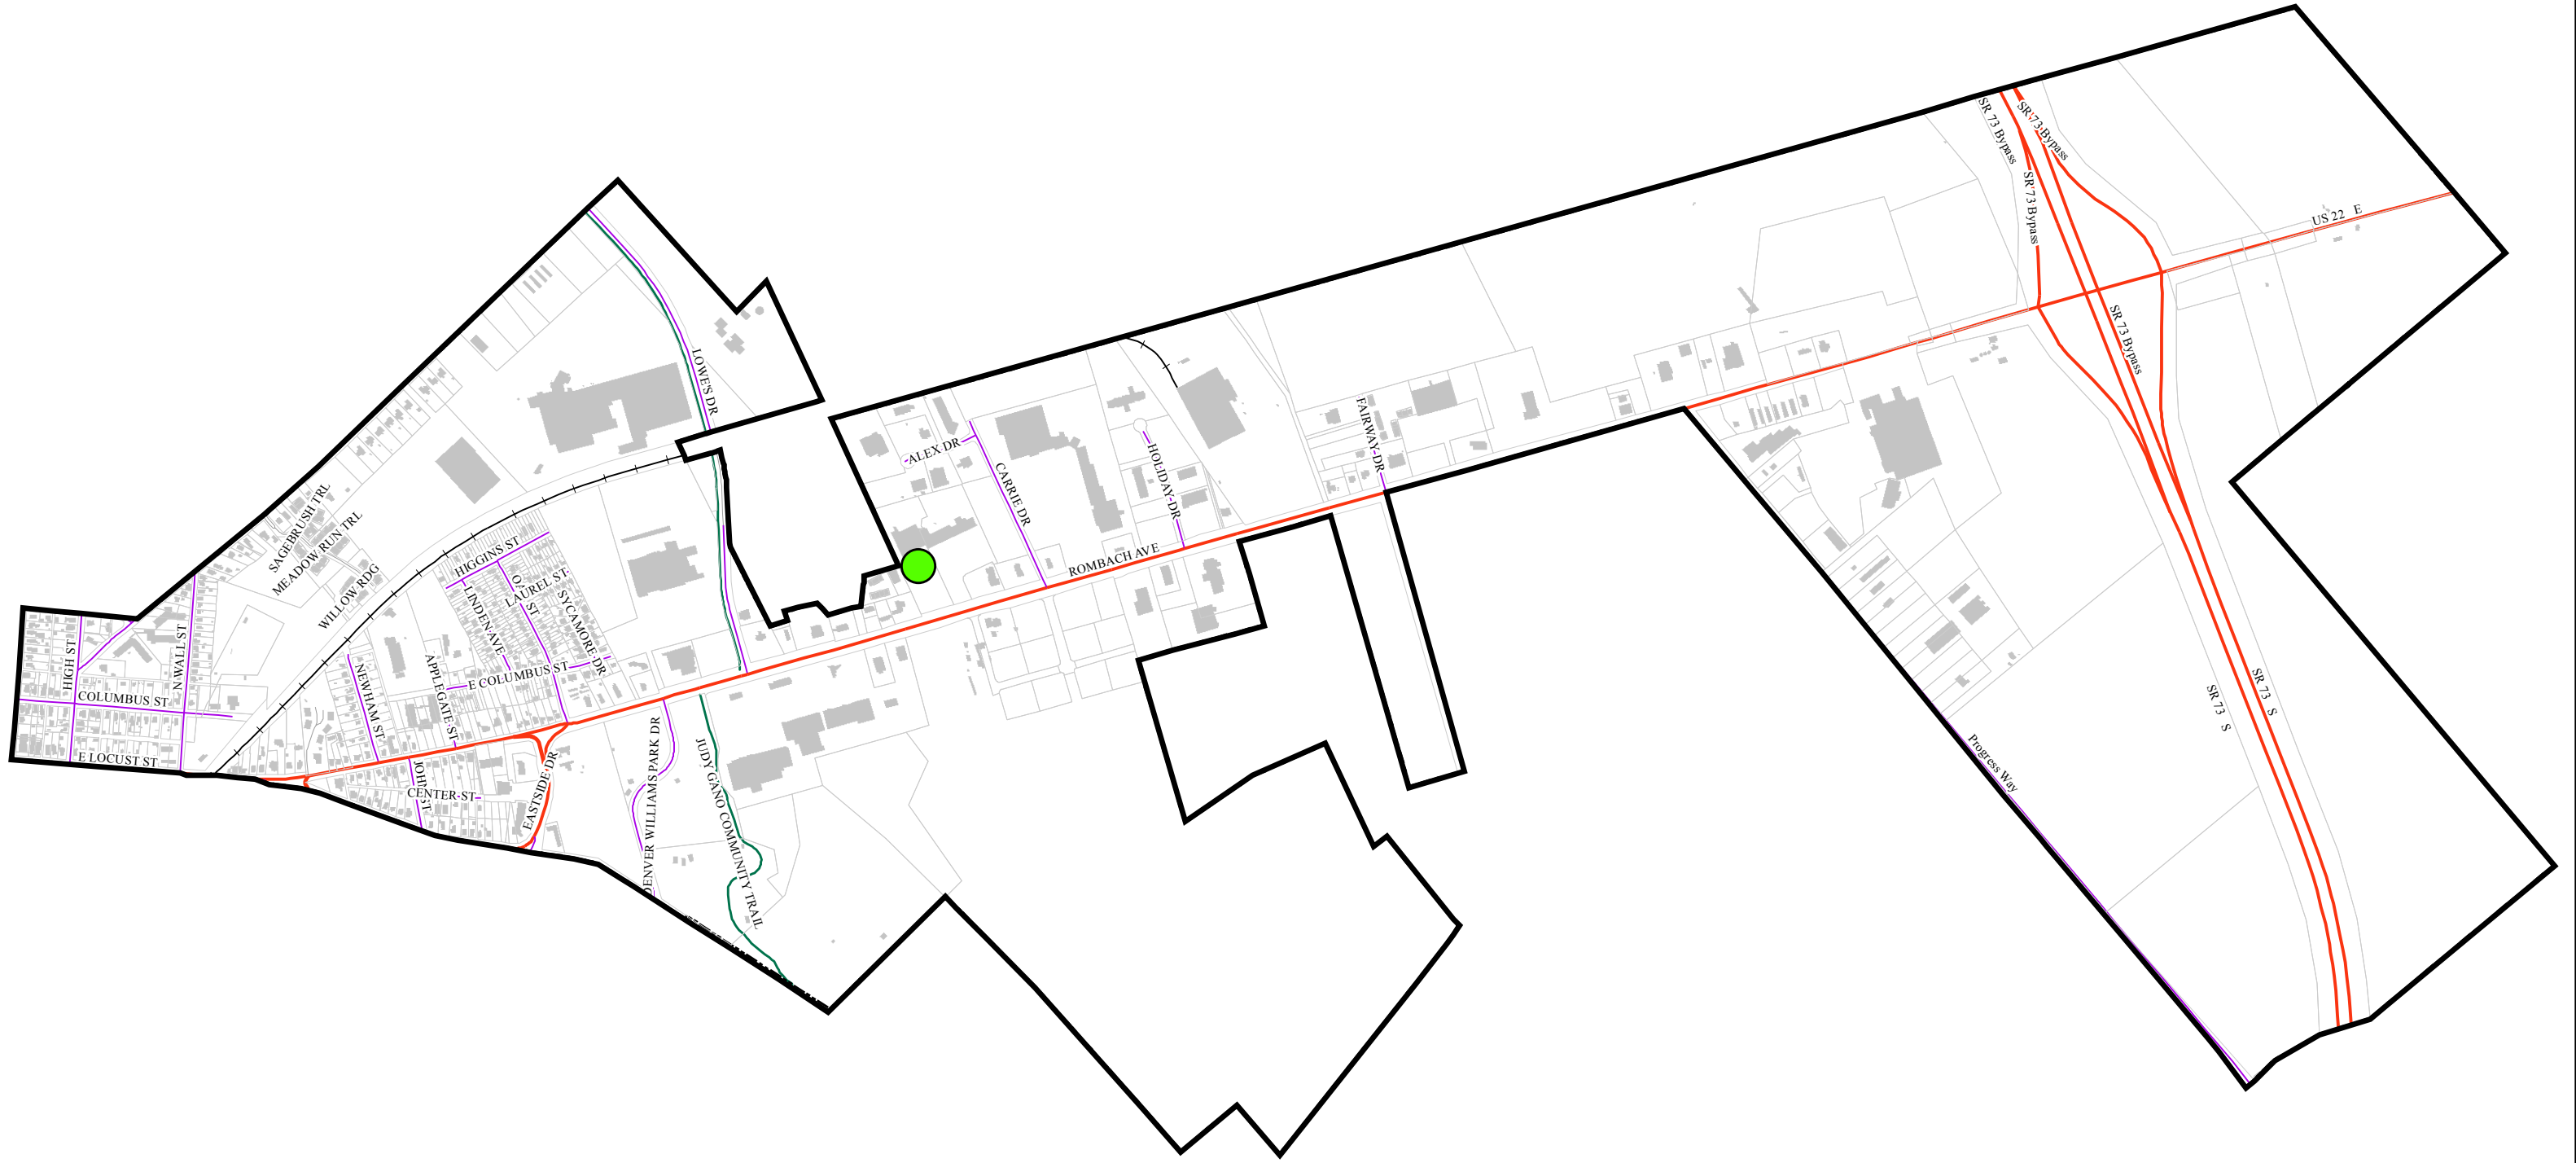 SR 73 Bypass
SR 73 Bypass
SR 73 Bypass
US 22 E
SR 73 Bypass
LOWE'S DR
FAIRWAY DR
ALEX DR
CARRIE DR
HOLIDAY DR
ROMBACH AVE
SAGEBRUSH TRL
MEADOW RUN TRL
WILLOW RDG
HIGGINS ST
LAUREL ST
LINDEN AVE
SYCAMORE DR
E COLUMBUS ST
HIGH ST
N WALL ST
COLUMBUS ST
E LOCUST ST
NEWHAM ST
APPLEGATE ST
JOHN ST
CENTER ST
EASTSIDE DR
DENVER WILLIAMS PARK DR
JUDY GANO COMMUNITY TRAIL
SR 73 S
SR 73 S
Progress Way